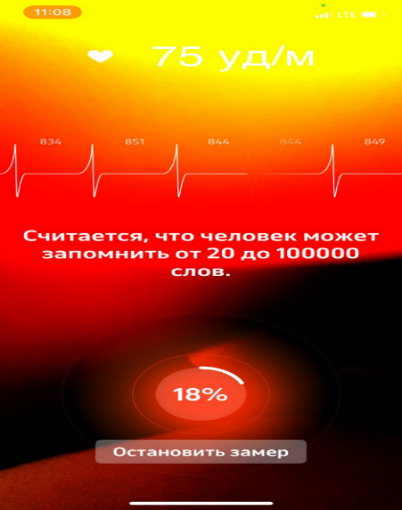 11:08
LTE
75 уд/м
834 851 844 844 849
Считается, что человек может
запомнить от 20 до 100000
слов.
18%
Остановить замер